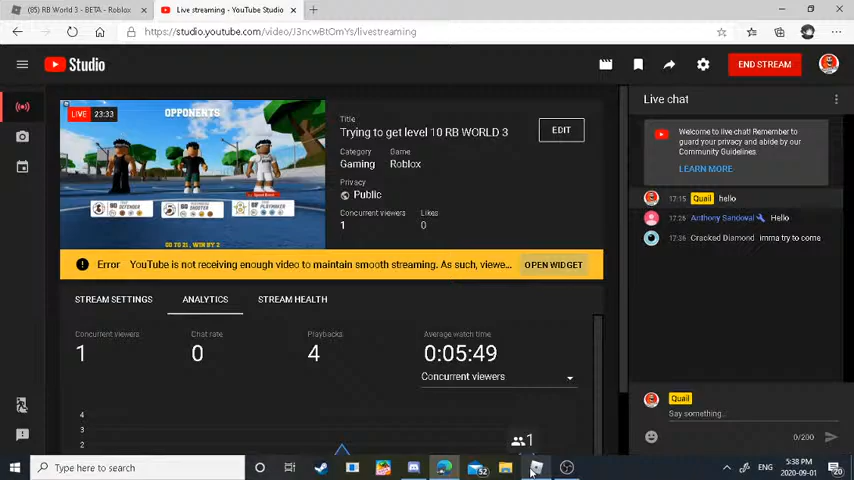 (85) RB World 3 - BETA - Roblox
Live streaming - YouTube Studio
https://studio.youtube.com/video/J3ncwBtOmYs/livestreaming
Studio
END STREAM
LIVE 23:33
OPPONENTS
GO TO 21, WIN BY 2
Title
Trying to get level 10 RB WORLD 3
EDIT
Category
Game
Gaming
Roblox
Privacy
Public
Concurrent viewers
Likes
1
0
Error YouTube is not receiving enough video to maintain smooth streaming. As such, viewe...
OPEN WIDGET
STREAM SETTINGS
ANALYTICS
STREAM HEALTH
Concurrent viewers
Chat rate
Playbacks
Average watch time
1
0
4
0:05:49
Concurrent viewers
4
3
2
1
Live chat
Welcome to live chat! Remember to
guard your privacy and abide by our
Community Guidelines.
LEARN MORE
17:15 Quail hello
17:26 Anthony Sandoval Hello
17:36 Cracked Diamond imma try to come
Quail
Say something...
0/200
Type here to search
52
ENG
5:38 PM
2020-09-01
20